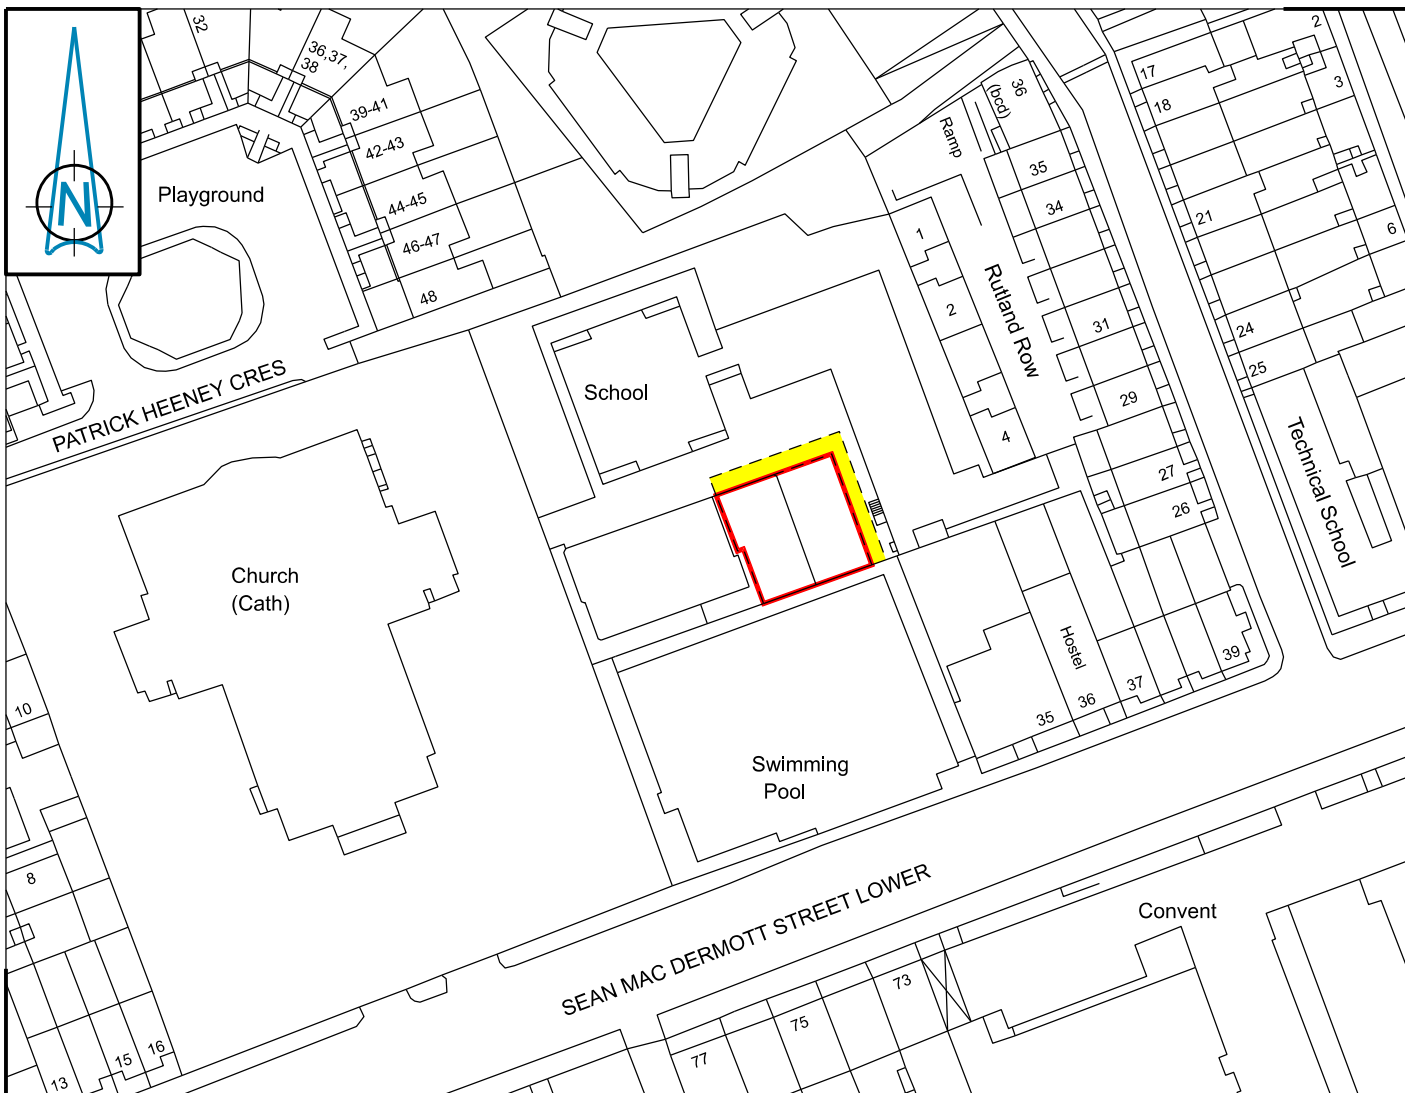 32
36,37,
38
39-41
42-43
44-45
46-47
48
N
Playground
PATRICK HEENEY CRES
School
Church
(Cath)
Ramp
36
(bcd)
35
34
31
29
27
26
1
2
4
Rutland Row
17
18
21
24
25
2
3
6
Technical School
Hostel
35
36
37
39
Swimming
Pool
SEAN MAC DERMOTT STREET LOWER
Convent
73
75
77
10
8
13
15
16